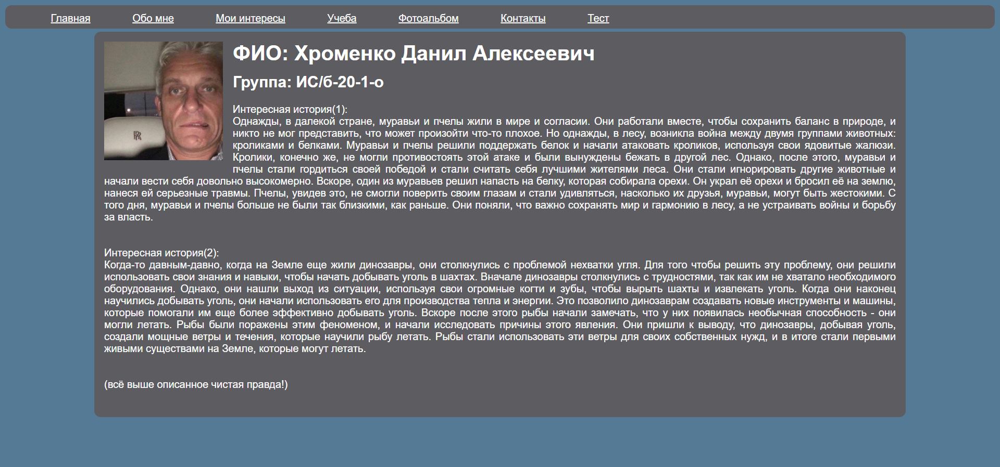 Главная Обо мне Мои интересы Учеба Фотоальбом Контакты Тест
ФИО: Хроменко Данил Алексеевич
Группа: ИС/б-20-1-о
Интересная история(1):
Однажды, в далекой стране, муравьи и пчелы жили в мире и согласии. Они работали вместе, чтобы сохранить баланс в природе, и
никто не мог представить, что может произойти что-то плохое. Но однажды, в лесу, возникла война между двумя группами животных:
кроликами и белками. Муравьи и пчелы решили поддержать белок и начали атаковать кроликов, используя свои ядовитые жалюзи.
Кролики, конечно же, не могли противостоять этой атаке и были вынуждены бежать в другой лес. Однако, после этого, муравьи и
пчелы стали гордиться своей победой и стали считать себя лучшими жителями леса. Они стали игнорировать другие животные и
начали вести себя довольно высокомерно. Вскоре, один из муравьев решил напасть на белку, которая собирала орехи. Он украл её орехи и бросил её на землю,
нанеся ей серьезные травмы. Пчелы, увидев это, не смогли поверить своим глазам и стали удивляться, насколько их друзья, муравьи, могут быть жестокими. С
того дня, муравьи и пчелы больше не были так близкими, как раньше. Они поняли, что важно сохранять мир и гармонию в лесу, а не устраивать войны и борьбу
за власть.
Интересная история(2):
Когда-то давным-давно, когда на Земле еще жили динозавры, они столкнулись с проблемой нехватки угля. Для того чтобы решить эту проблему, они решили
использовать свои знания и навыки, чтобы начать добывать уголь в шахтах. Вначале динозавры столкнулись с трудностями, так как им не хватало необходимого
оборудования. Однако, они нашли выход из ситуации, используя свои огромные когти и зубы, чтобы вырыть шахты и извлекать уголь. Когда они наконец
научились добывать уголь, они начали использовать его для производства тепла и энергии. Это позволило динозаврам создавать новые инструменты и машины,
которые помогали им еще более эффективно добывать уголь. Вскоре после этого рыбы начали замечать, что у них появилась необычная способность - они
могли летать. Рыбы были поражены этим феноменом, и начали исследовать причины этого явления. Они пришли к выводу, что динозавры, добывая уголь,
создали мощные ветры и течения, которые научили рыбу летать. Рыбы стали использовать эти ветры для своих собственных нужд, и в итоге стали первыми
живыми существами на Земле, которые могут летать.
(всё выше описанное чистая правда!)